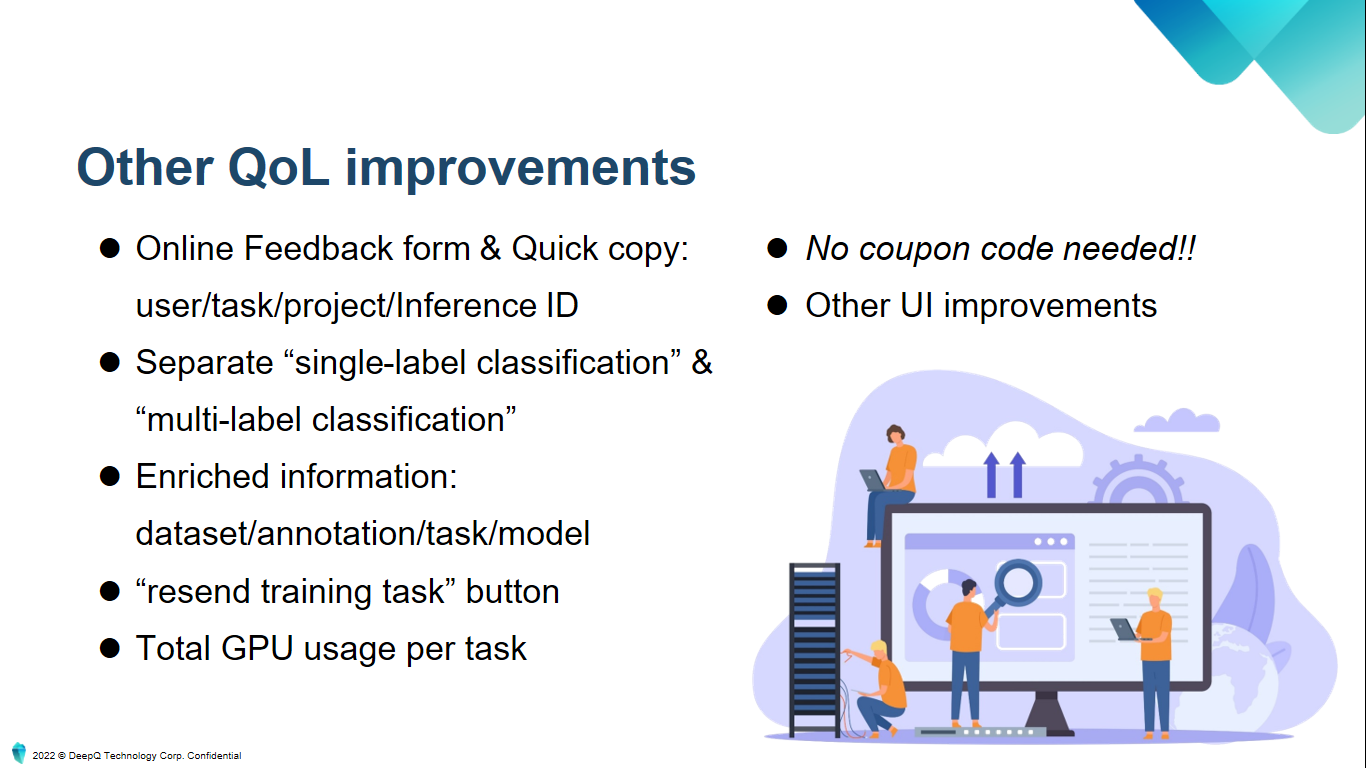 Other QoL improvements
● Online Feedback form & Quick copy:
user/task/project/Inference ID
● Separate “single-label classification” &
“multi-label classification”
● Enriched information:
dataset/annotation/task/model
● “resend training task” button
● Total GPU usage per task
● No coupon code needed!!
● Other UI improvements
2022 © DeepQ Technology Corp. Confidential